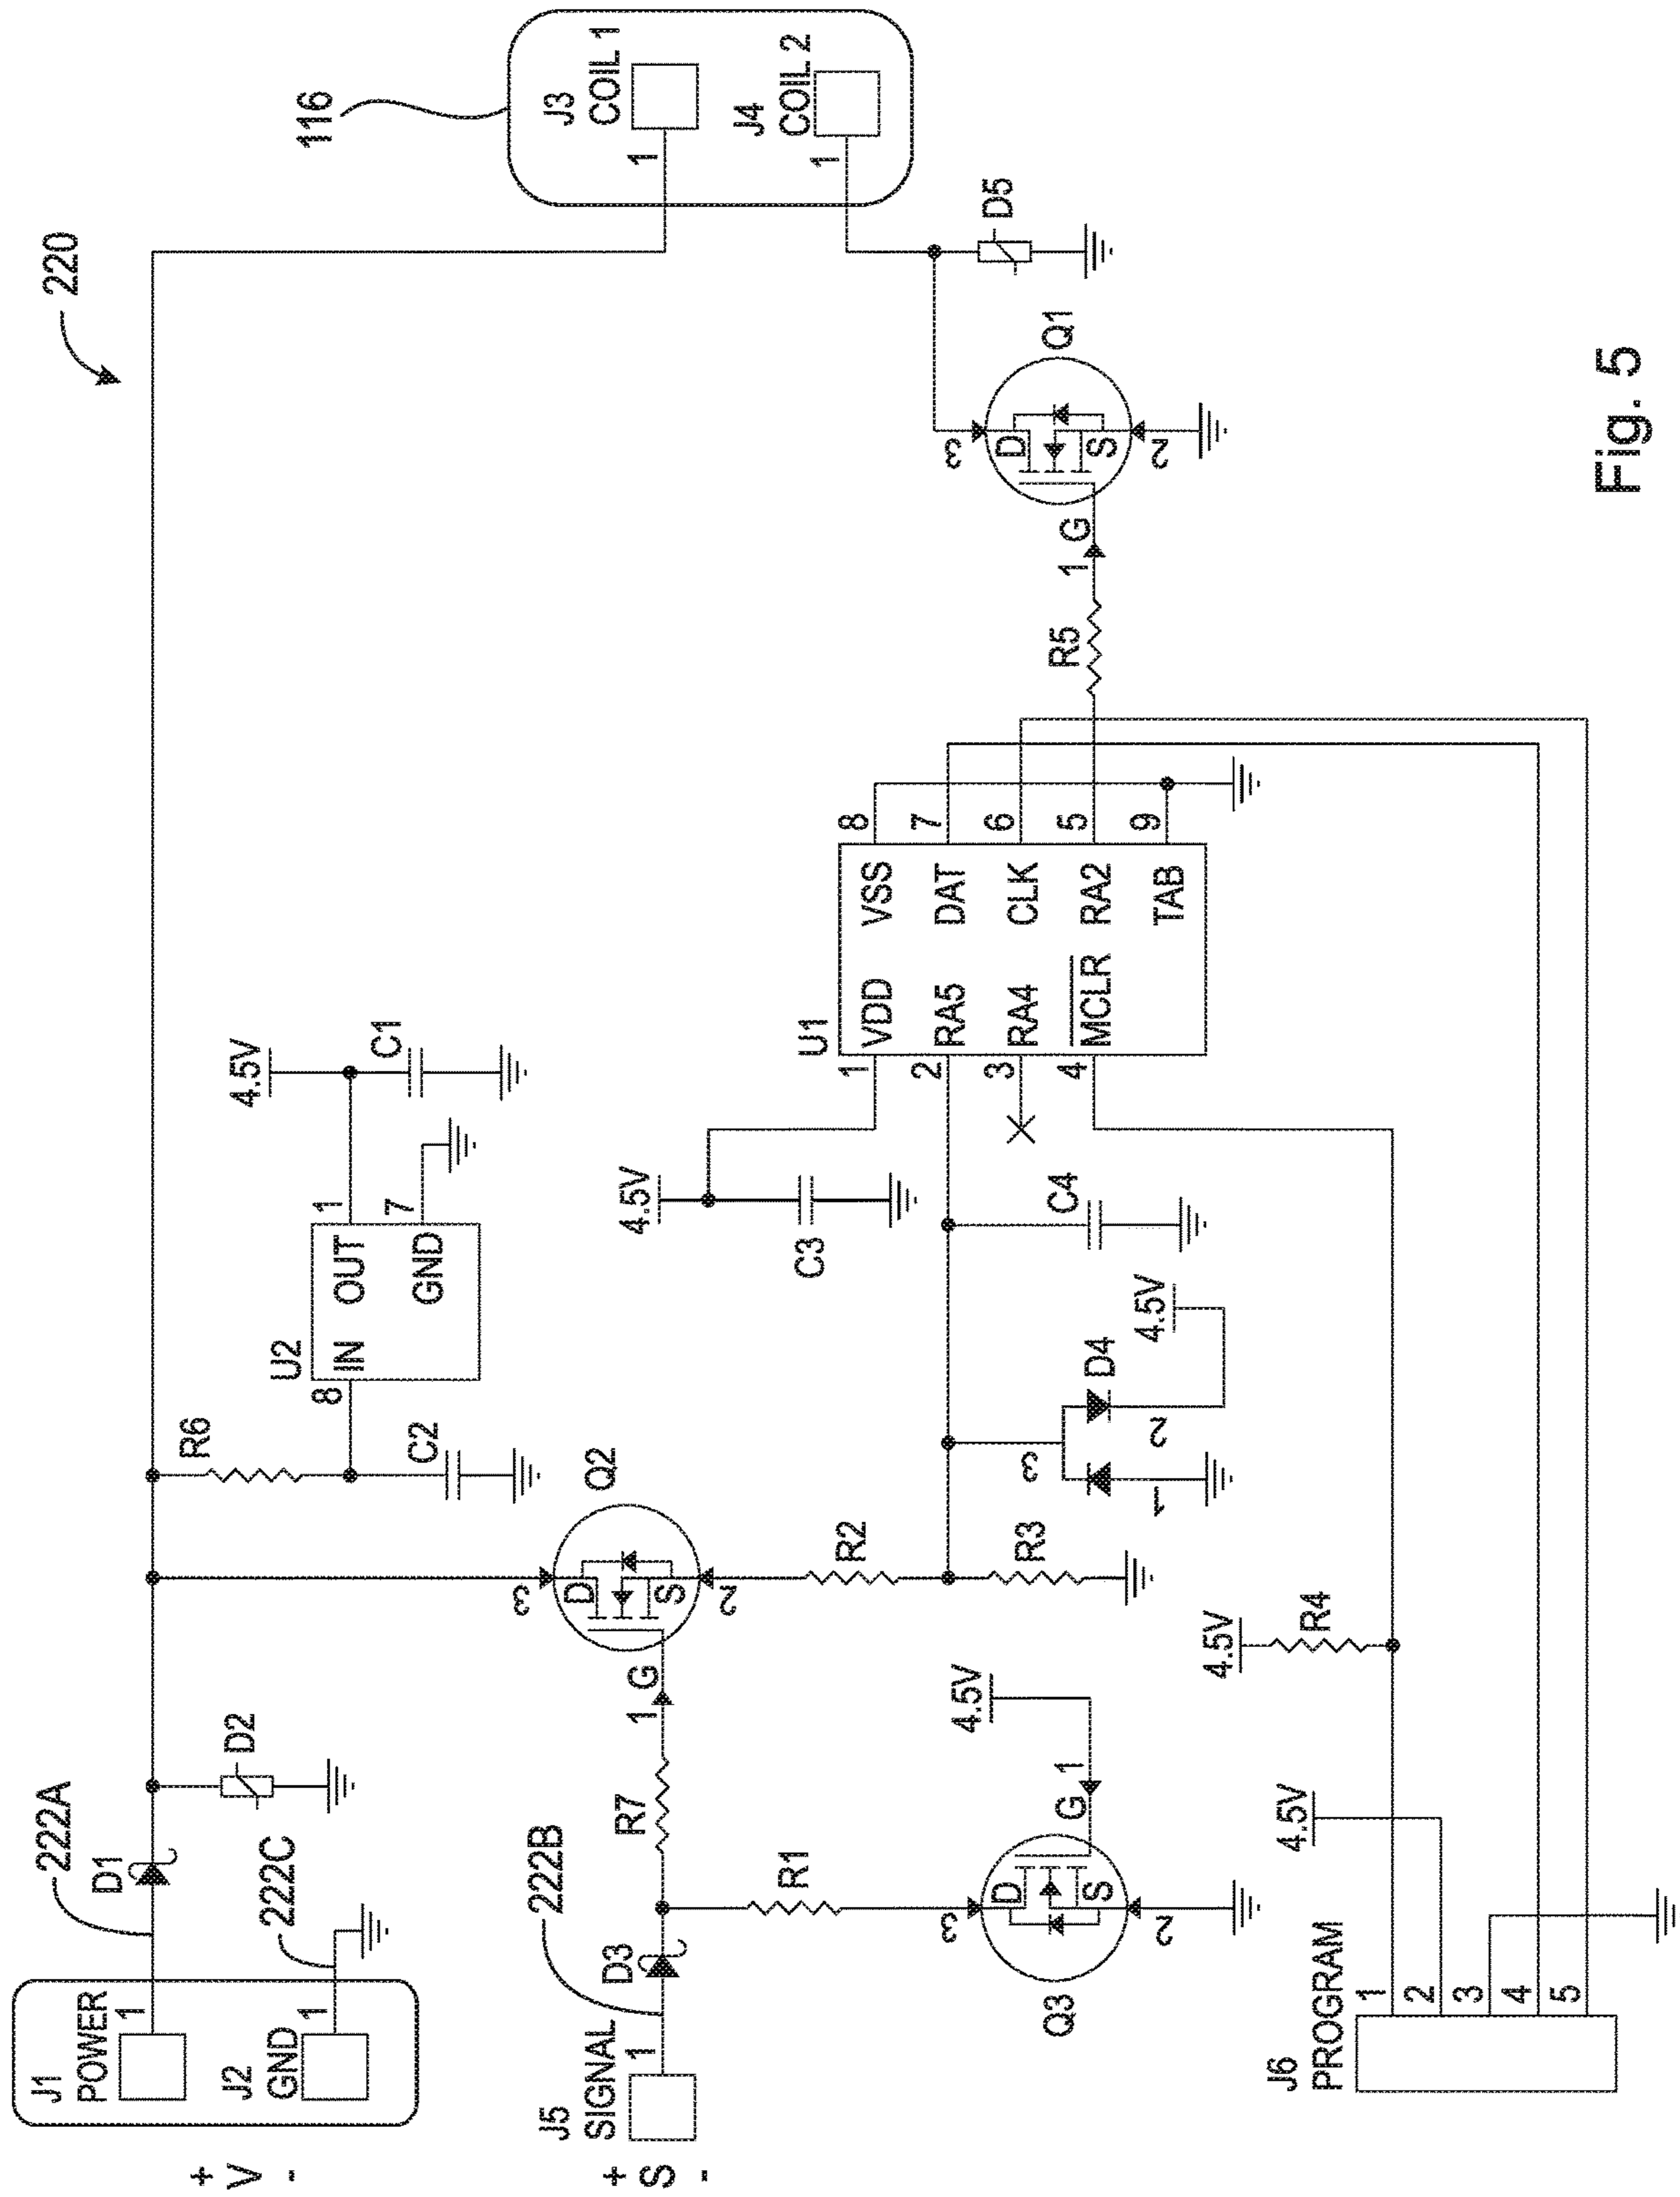 220
116
J3
COIL 1
1
J4
COIL 2
1
D5
J1
POWER
1
222A
D1
D2
J2
GND
1
222C
+
V
-
R6
U2
8
IN
OUT
1
GND
7
4.5V
C1
C2
Q2
3
D
S
2
G
1
J5
SIGNAL
1
222B
D3
R7
+
S
-
R1
Q3
3
D
S
2
G
1
4.5V
R2
R3
3
1
2
D4
4.5V
C4
4.5V
C3
U1
1
VDD
VSS
8
2
RA5
DAT
7
3
RA4
CLK
6
4
MCLR
RA2
5
TAB
9
R5
1
G
3
D
S
2
Q1
4.5V
R4
4.5V
J6
PROGRAM
1
2
3
4
5
Fig. 5